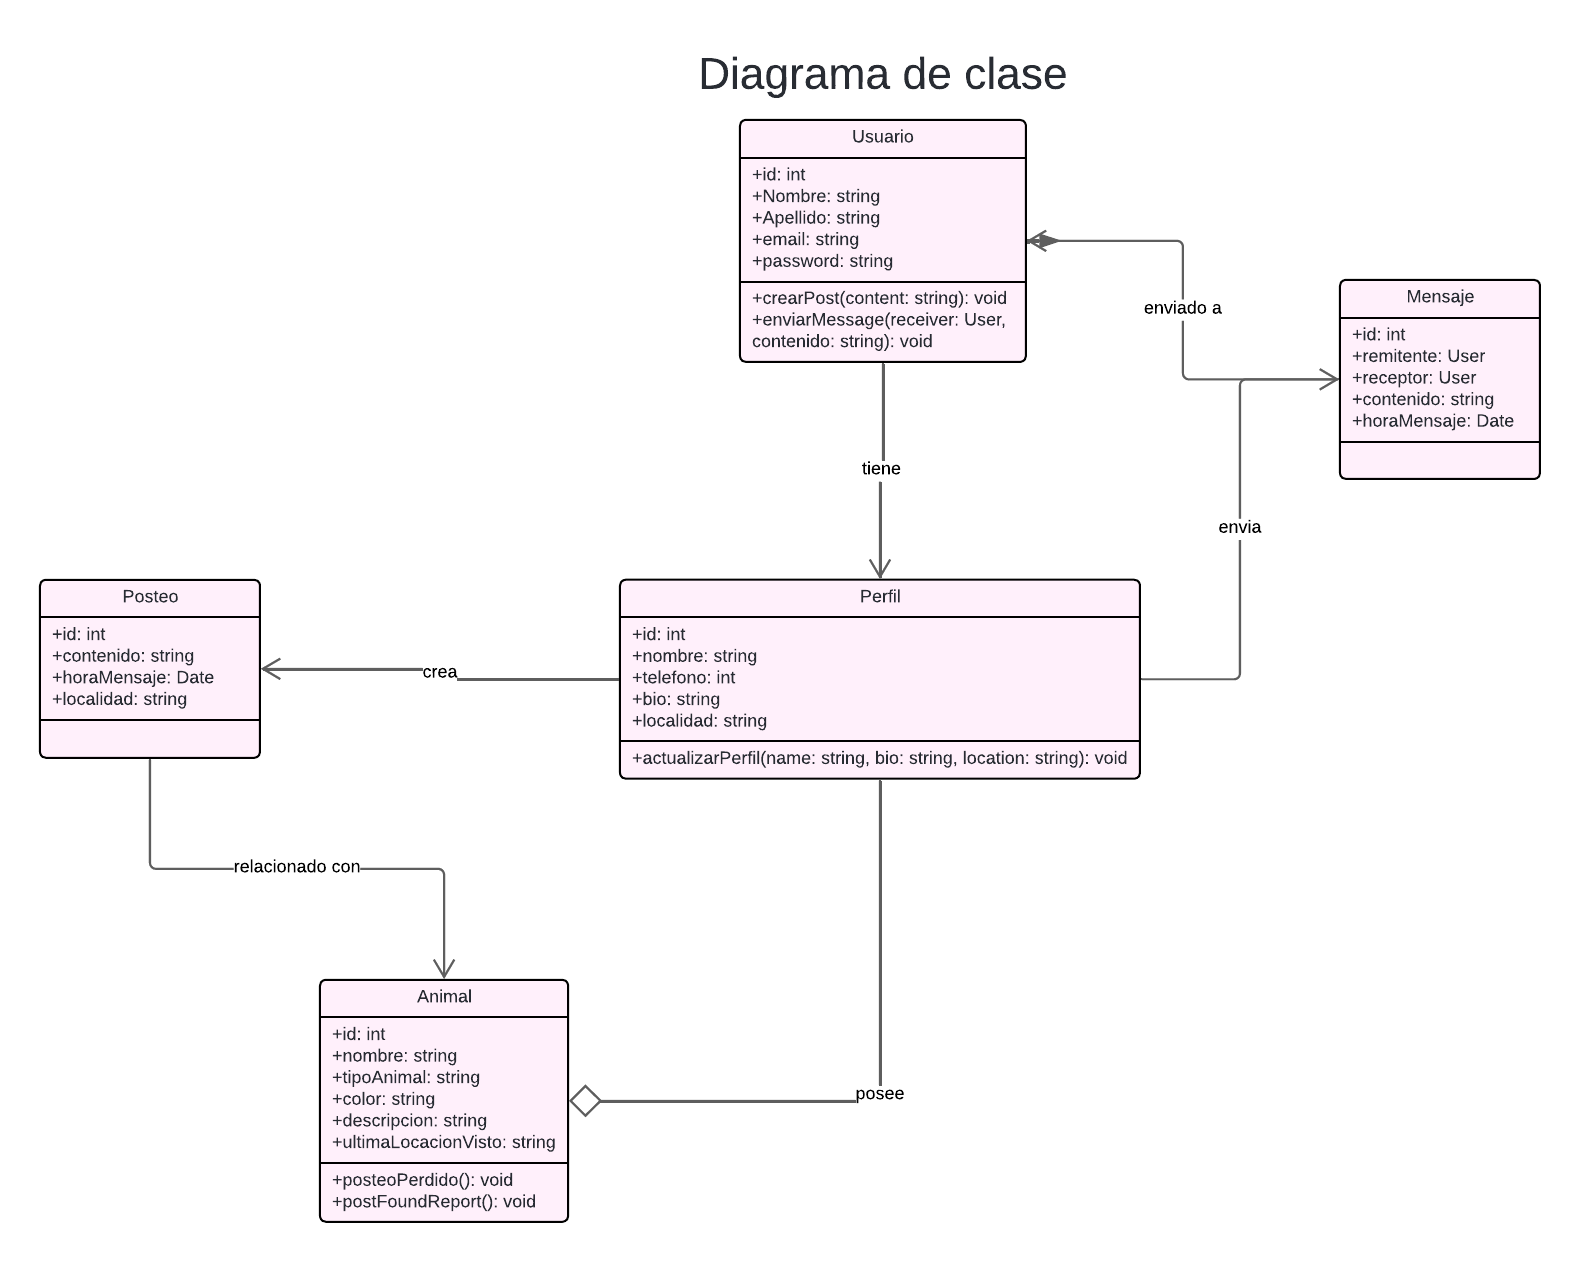 Diagrama de clase
Usuario
+id: int
+Nombre: string
+Apellido: string
+email: string
+password: string
+crearPost(content: string): void
+enviarMessage(receiver: User,
contenido: string): void
enviado a
Mensaje
+id: int
+remitente: User
+receptor: User
+contenido: string
+horaMensaje: Date
tiene
envia
Posteo
+id: int
+contenido: string
+horaMensaje: Date
+localidad: string
crea
Perfil
+id: int
+nombre: string
+telefono: int
+bio: string
+localidad: string
+actualizarPerfil(name: string, bio: string, location: string): void
relacionado con
Animal
+id: int
+nombre: string
+tipoAnimal: string
+color: string
+descripcion: string
+ultimaLocacionVisto: string
+posteoPerdido(): void
+postFoundReport(): void
posee